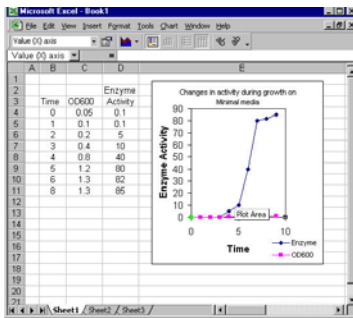 Microsoft Excel - Book1
File Edit View Insert Format Tools Chart Window Help
Value (X) axis
Value (X) axis =
A B C D E
1
2 Enzyme
3 Time OD600 Activity
4 0 0.05 0.1
5 1 0.1 0.1
6 2 0.2 5
7 3 0.4 10
8 4 0.8 40
9 5 1.2 80
10 6 1.3 82
11 8 1.3 85
12
13
14
15
16
17
18
19
20
21
Changes in activity during growth on
Minimal media
Enzyme Activity
90
80
70
60
50
40
30
20
10
0
Plot Area
0 5 10
Time
Enzyme
OD600
Sheet1 Sheet2 Sheet3